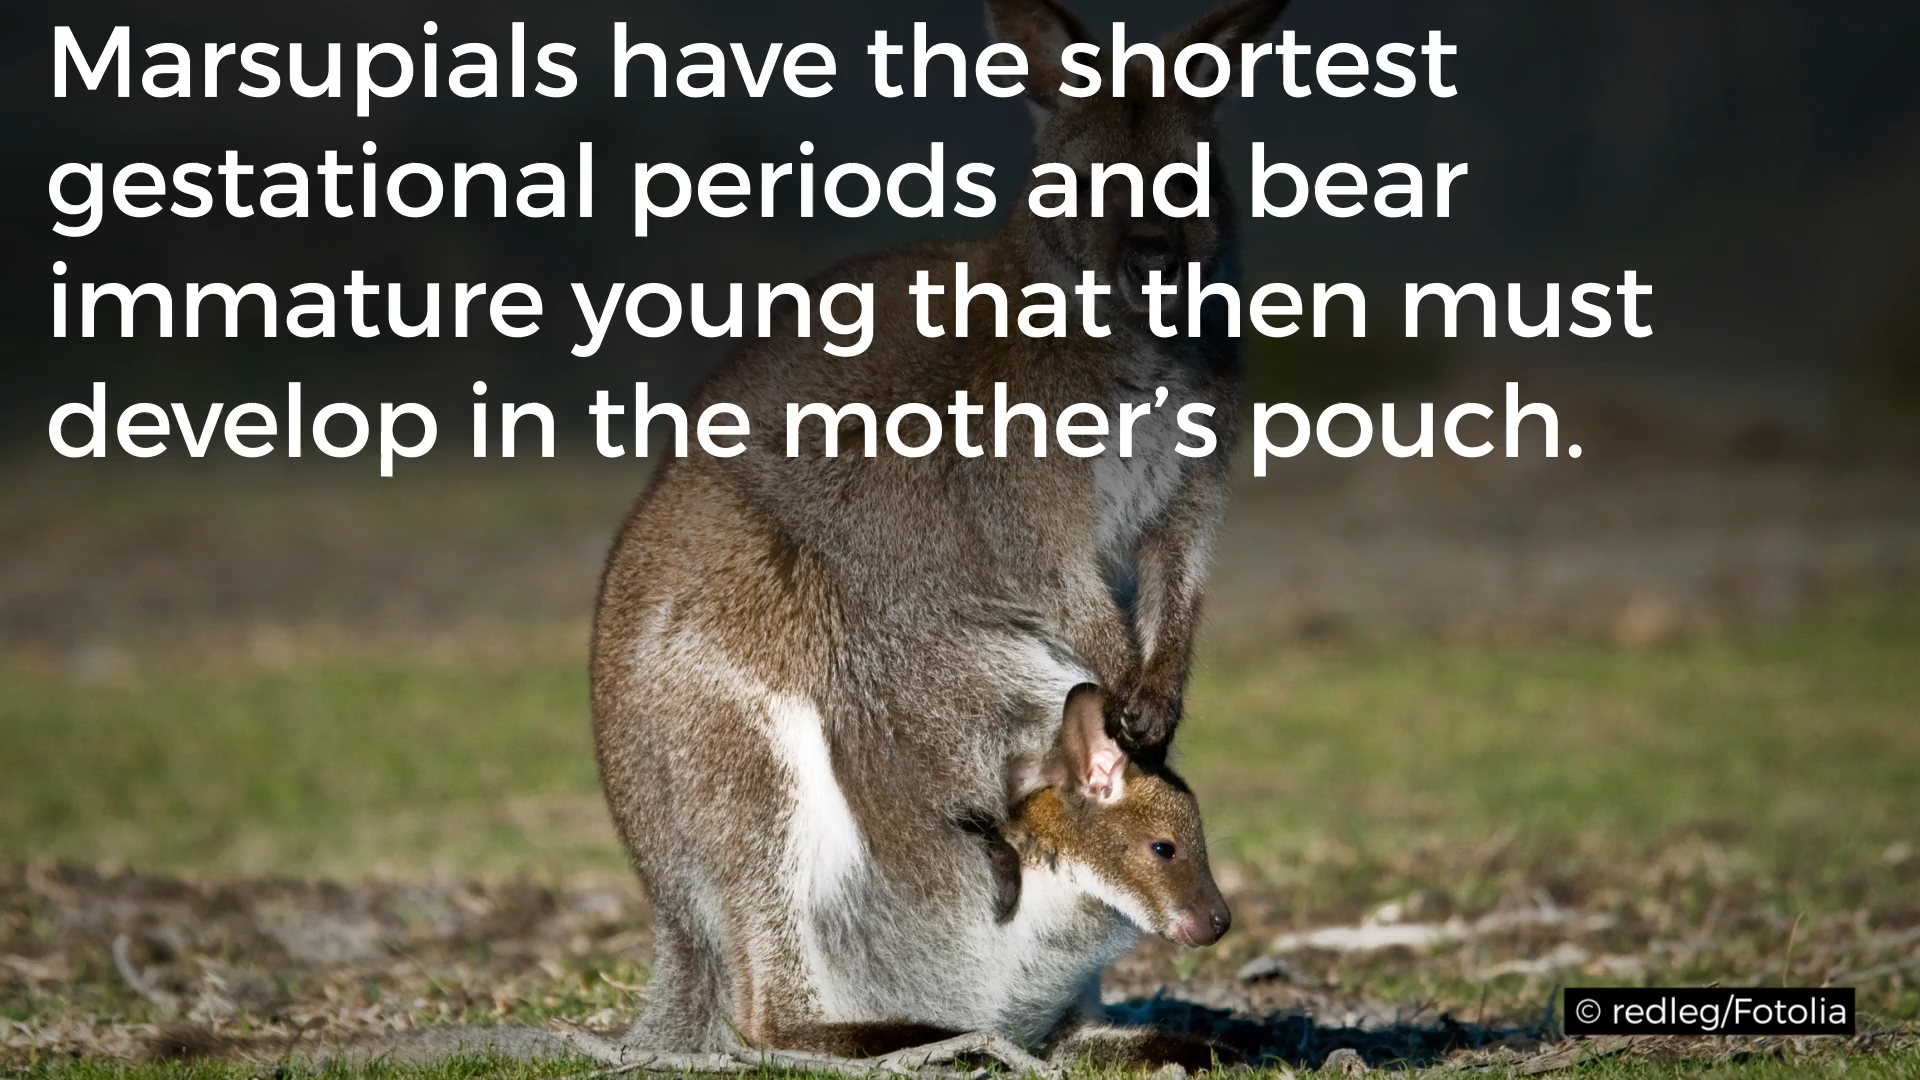 Marsupials have the shortest
gestational periods and bear
immature young that then must
develop in the mother’s pouch.
© redleg/Fotolia